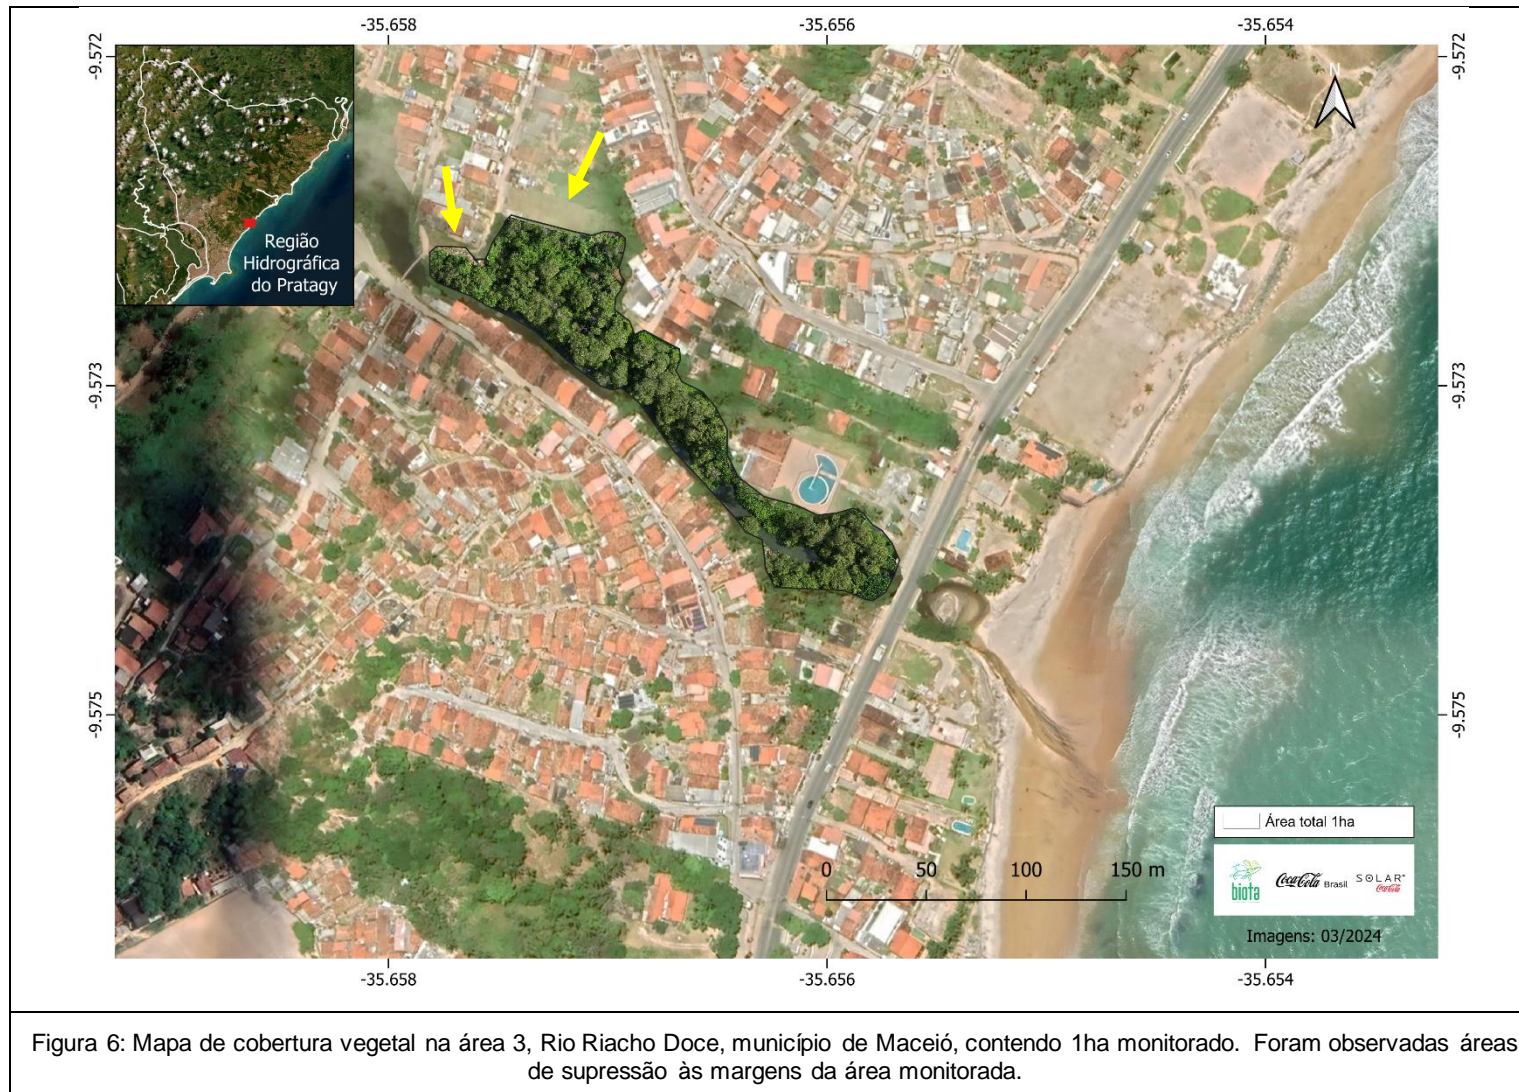 -35.658
-35.656
-35.654
-9.572
-9.572
N
Região
Hidrográfica
do Pratagy
-9.573
-9.573
-9.575
-9.575
Área total 1ha
0 50 100 150 m
biota
Coca-Cola Brasil
SOLAR
Coca-Cola
Imagens: 03/2024
-35.658
-35.656
-35.654
Figura 6: Mapa de cobertura vegetal na área 3, Rio Riacho Doce, município de Maceió, contendo 1ha monitorado. Foram observadas áreas
de supressão às margens da área monitorada.